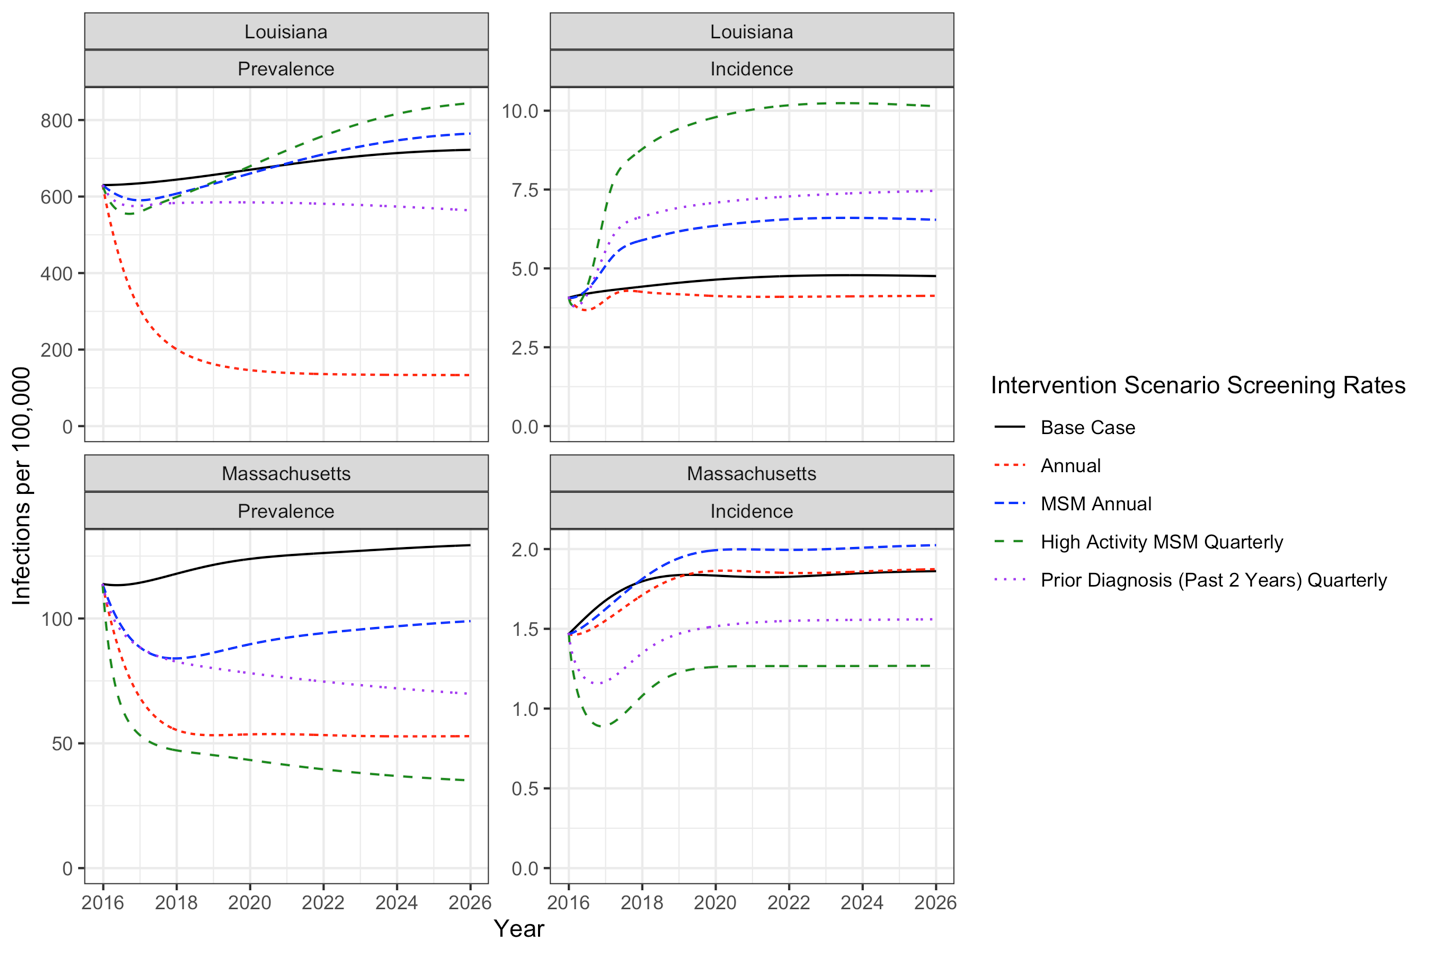 Louisiana
Prevalence
800
600
400
200
0
Louisiana
Incidence
10.0
7.5
5.0
2.5
0.0
Massachusetts
Prevalence
100
50
0
2016 2018 2020 2022 2024 2026
Massachusetts
Incidence
2.0
1.5
1.0
0.5
0.0
2016 2018 2020 2022 2024 2026
Infections per 100,000
Year
Intervention Scenario Screening Rates
Base Case
Annual
MSM Annual
High Activity MSM Quarterly
Prior Diagnosis (Past 2 Years) Quarterly